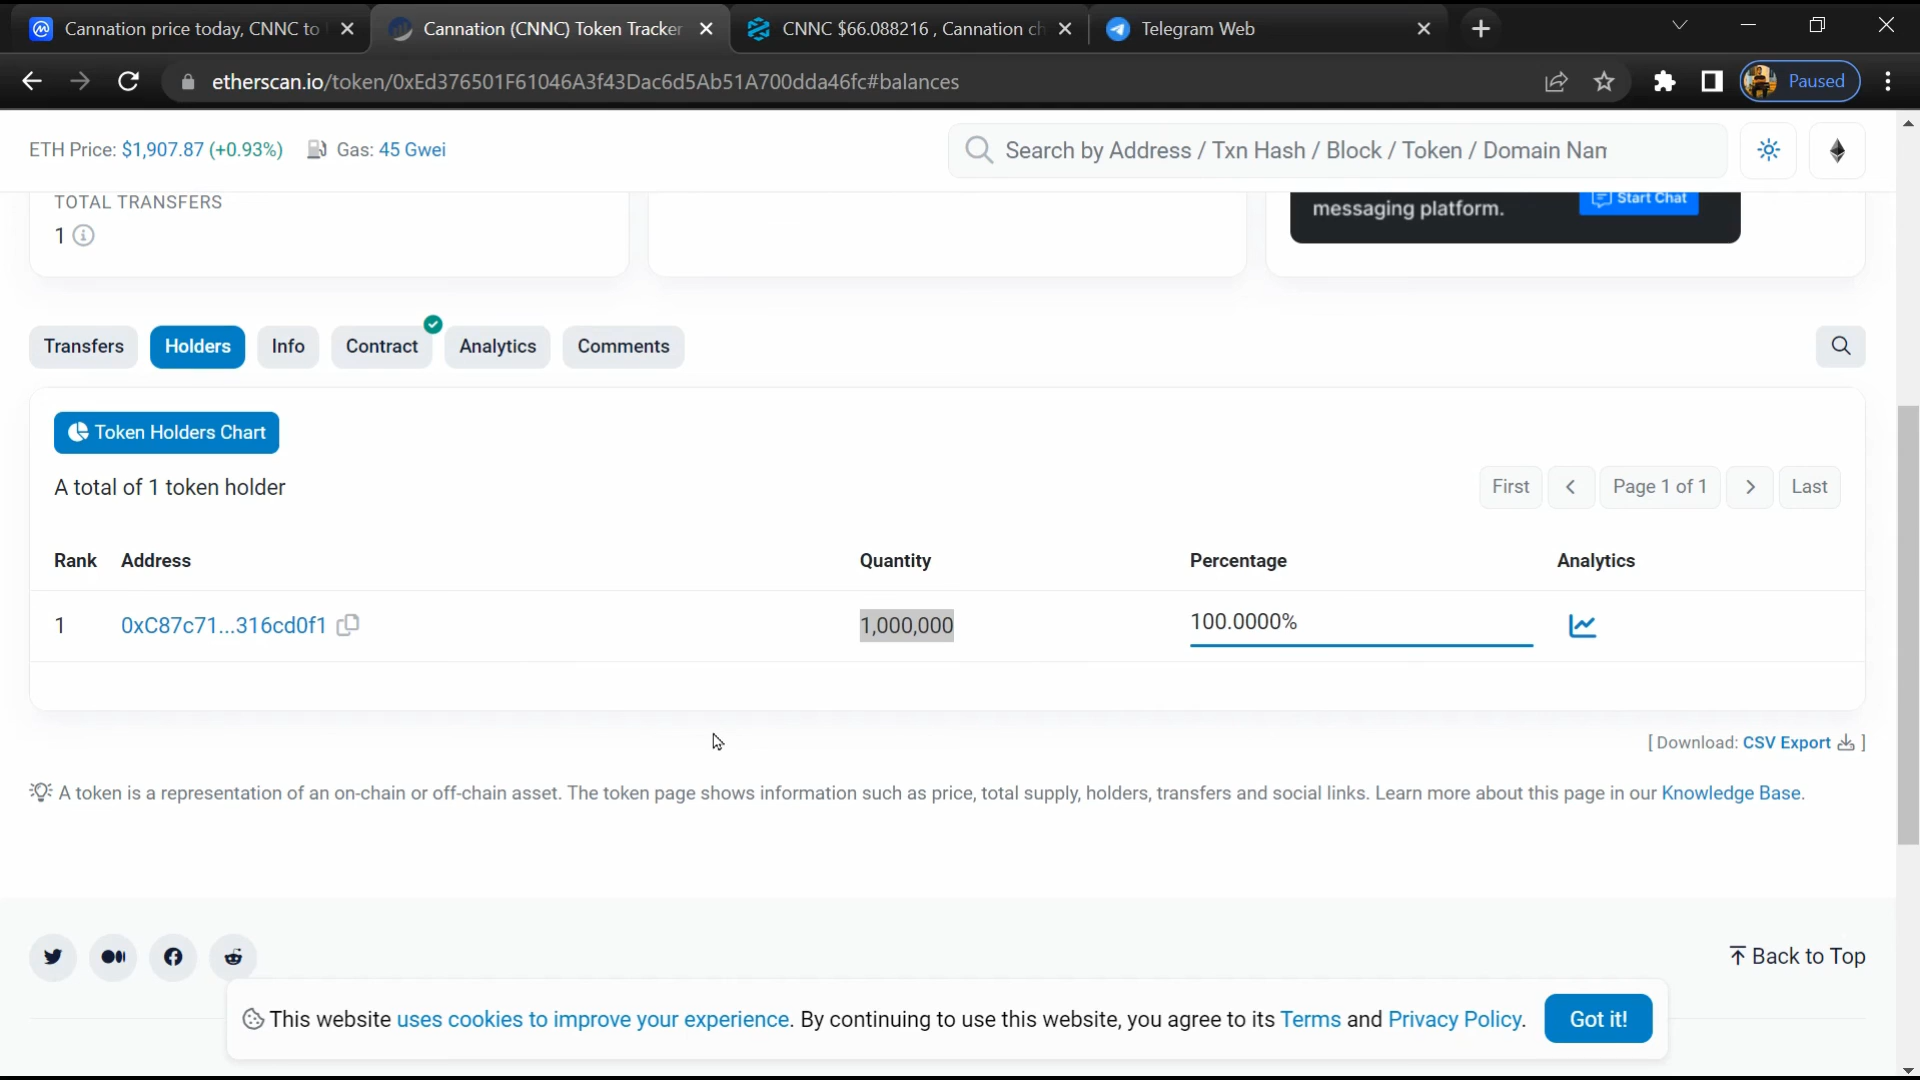 Cannation price today, CNNC to
Cannation (CNNC) Token Tracker
CNNC $66.088216 , Cannation ch
Telegram Web
etherscan.io/token/0xEd376501F61046A3f43Dac6d5Ab51A700dda46fc#balances
Paused
ETH Price: $1,907.87 (+0.93%)
Gas: 45 Gwei
Search by Address / Txn Hash / Block / Token / Domain Nan
TOTAL TRANSFERS
1
messaging platform.
Start Chat
Transfers
Holders
Info
Contract
Analytics
Comments
Token Holders Chart
A total of 1 token holder
First
Page 1 of 1
Last
Rank Address Quantity Percentage Analytics
1 0xC87c71...316cd0f1 1,000,000 100.0000%
[ Download: CSV Export ]
A token is a representation of an on-chain or off-chain asset. The token page shows information such as price, total supply, holders, transfers and social links. Learn more about this page in our Knowledge Base.
Back to Top
This website uses cookies to improve your experience. By continuing to use this website, you agree to its Terms and Privacy Policy.
Got it!